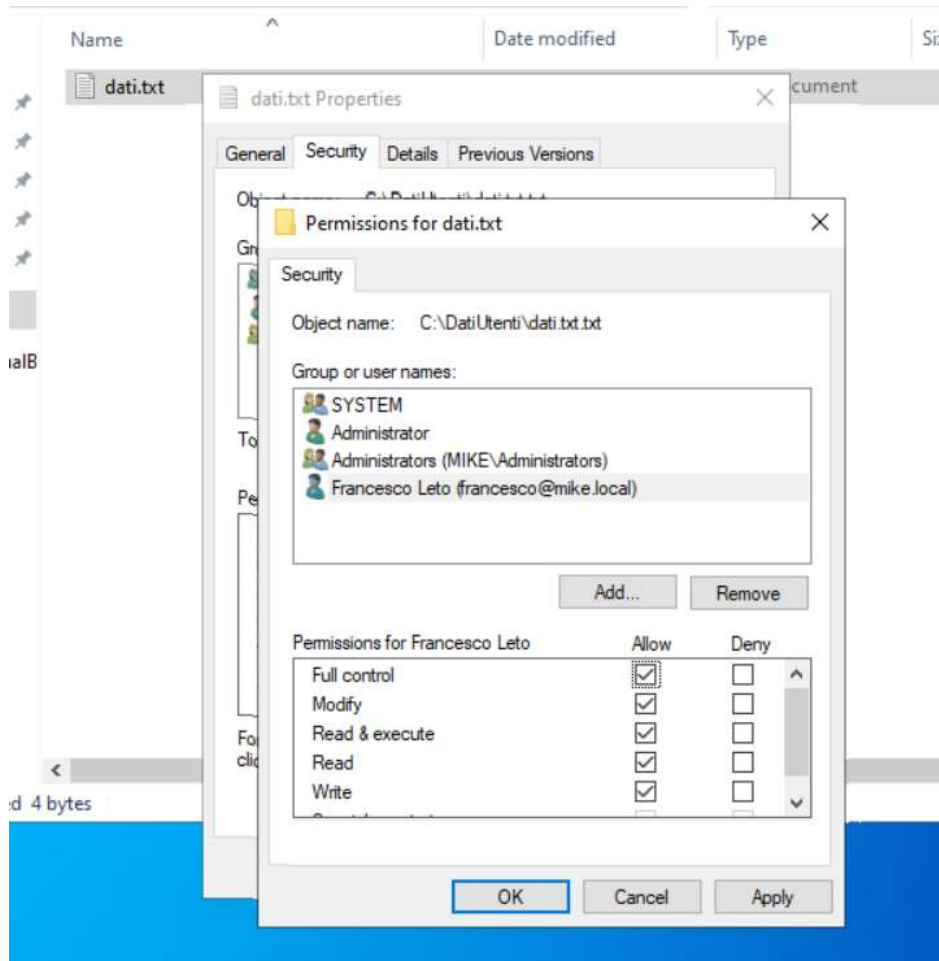 Name Date modified Type
dati.txt
dati.txt Properties
General Security Details Previous Versions
Permissions for dati.txt
Security
Object name: C:\DatiUtenti\dati.txt.txt
Group or user names:
SYSTEM
Administrator
Administrators (MIKE\Administrators)
Francesco Leto (francesco@mike.local)
Add... Remove
Permissions for Francesco Leto Allow Deny
Full control
Modify
Read & execute
Read
Write
4 bytes
OK Cancel Apply